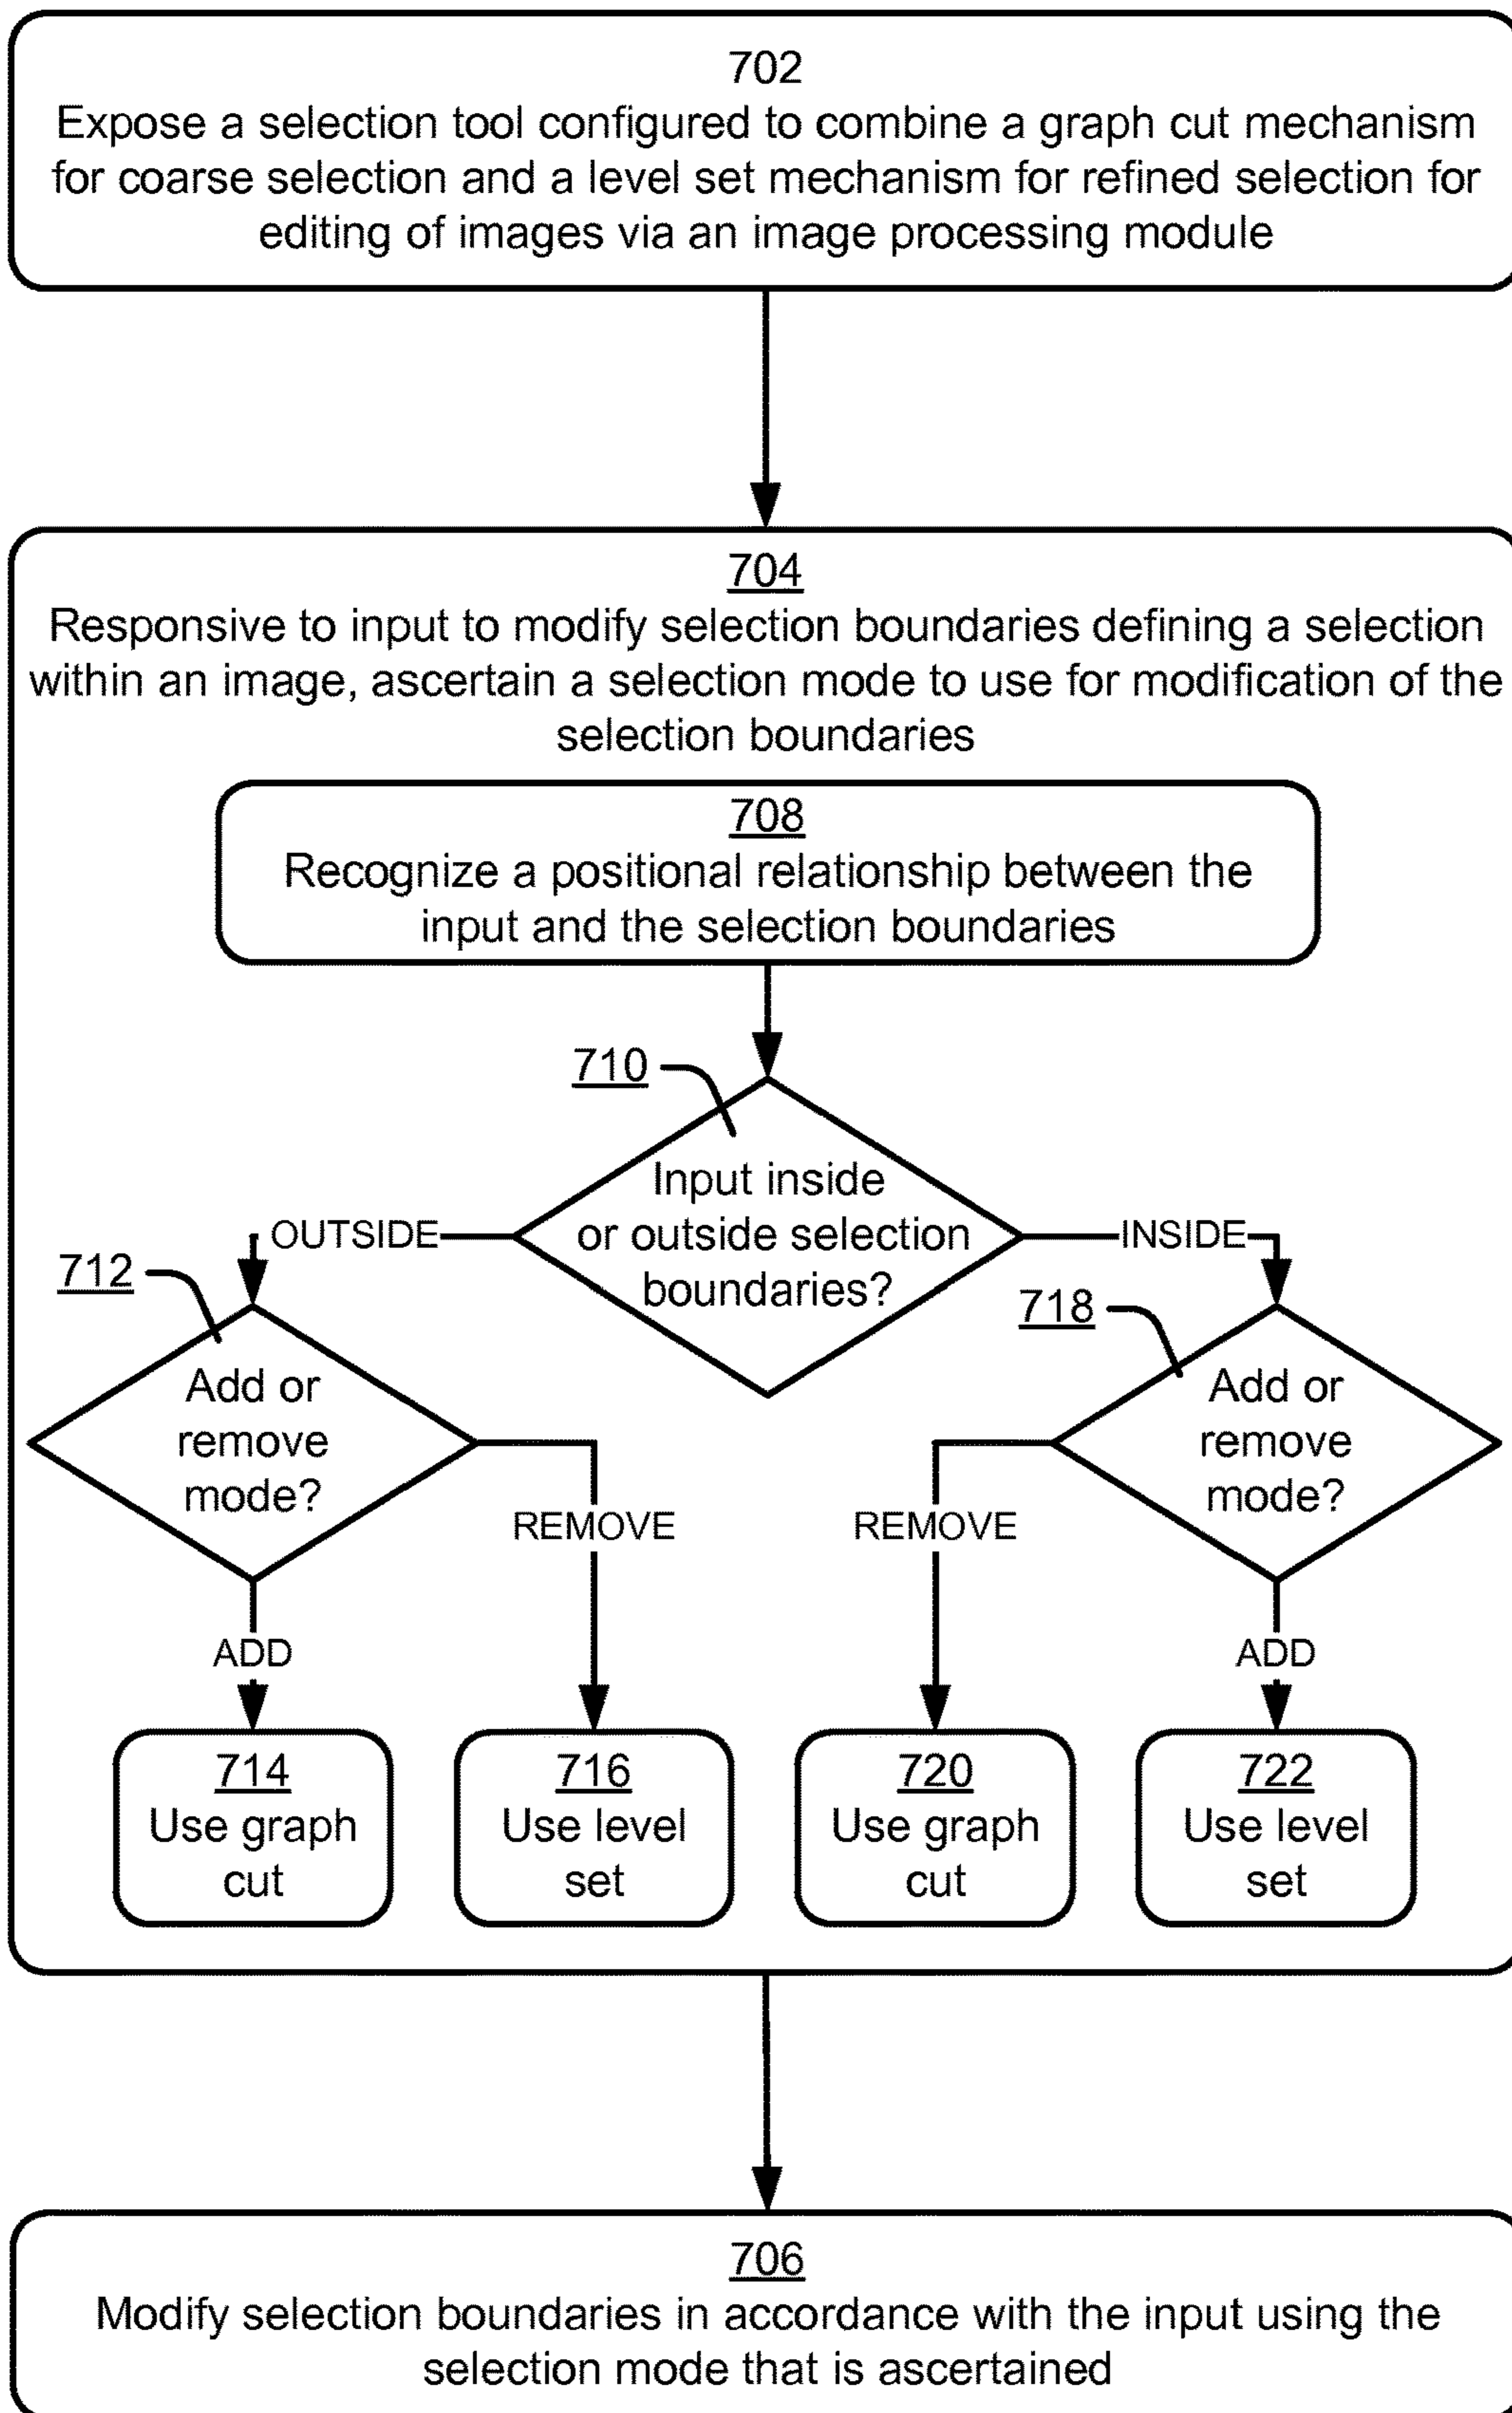 702
Expose a selection tool configured to combine a graph cut mechanism
for coarse selection and a level set mechanism for refined selection for
editing of images via an image processing module
704
Responsive to input to modify selection boundaries defining a selection
within an image, ascertain a selection mode to use for modification of the
selection boundaries
708
Recognize a positional relationship between the
input and the selection boundaries
710
Input inside
or outside selection
boundaries?
OUTSIDE
INSIDE
712
Add or
remove
mode?
718
Add or
remove
mode?
REMOVE
REMOVE
ADD
ADD
714
Use graph
cut
716
Use level
set
720
Use graph
cut
722
Use level
set
706
Modify selection boundaries in accordance with the input using the
selection mode that is ascertained